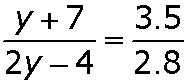 y + 7 / 2y − 4 = 3.5 / 2.8